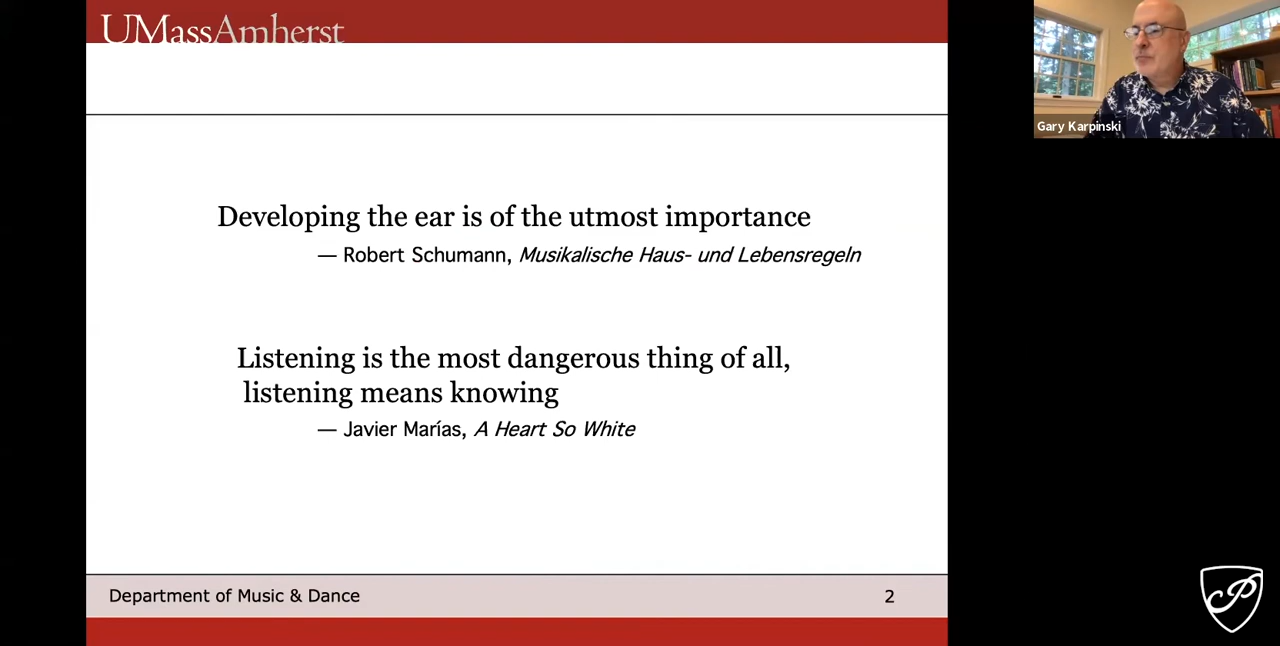 UMassAmherst
Gary Karpinski
Developing the ear is of the utmost importance
— Robert Schumann, Musikalische Haus- und Lebensregeln
Listening is the most dangerous thing of all,
listening means knowing
— Javier Marías, A Heart So White
Department of Music & Dance
2
P